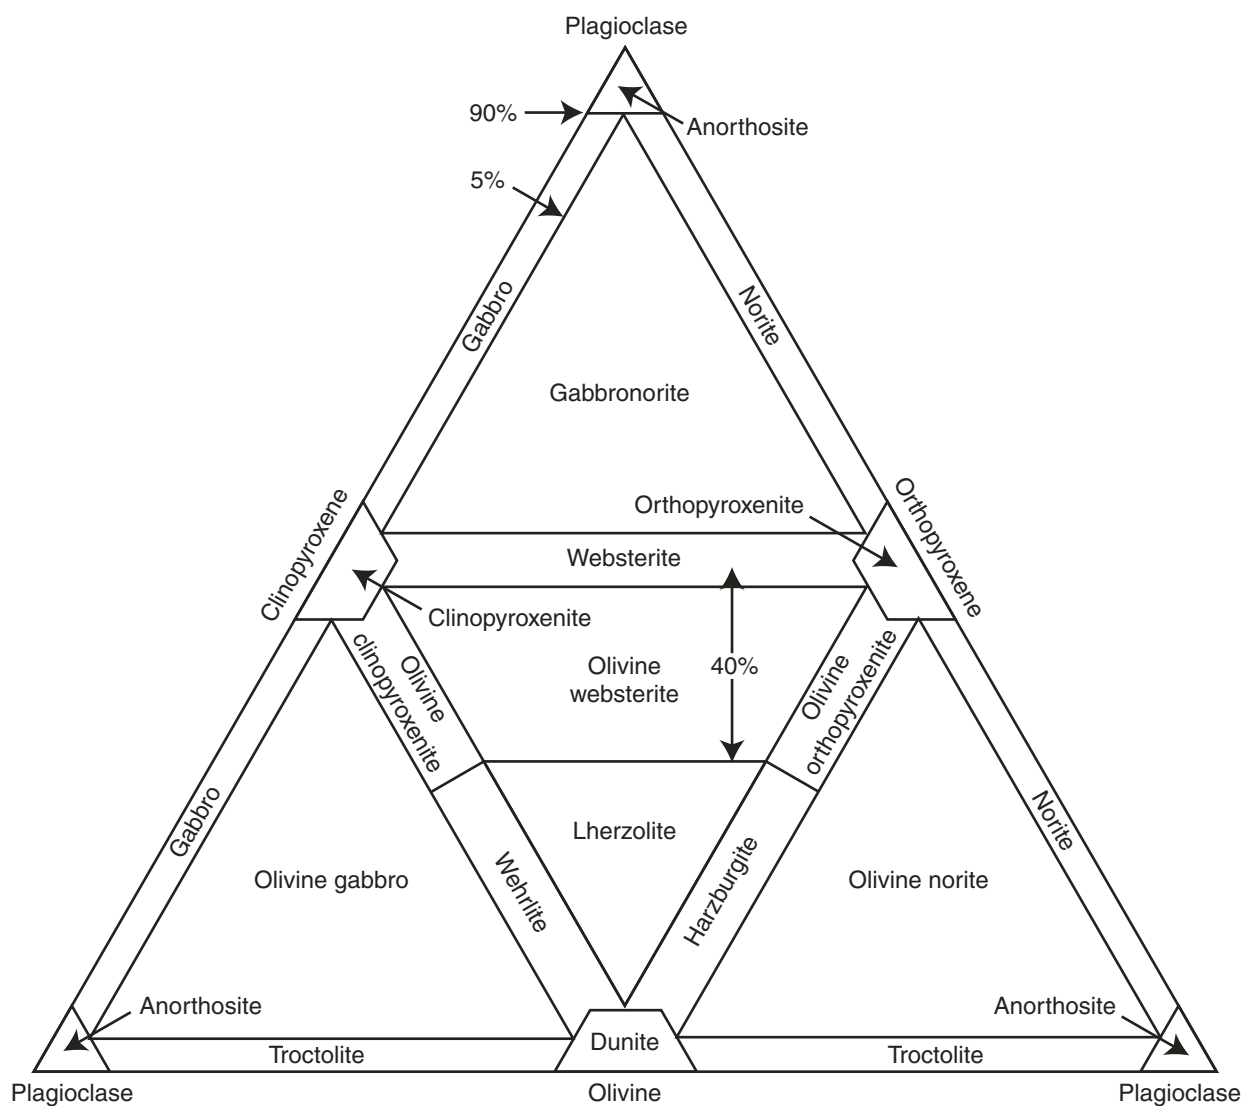 Plagioclase
90%
Anorthosite
5%
Gabbro
Norite
Gabbronorite
Clinopyroxene
Orthopyroxenite
Orthopyroxene
Websterite
Clinopyroxenite
Olivine
clinopyroxenite
Olivine
websterite
40%
Olivine
orthopyroxenite
Gabbro
Lherzolite
Norite
Olivine gabbro
Wehrlite
Harzburgite
Olivine norite
Anorthosite
Anorthosite
Troctolite
Dunite
Troctolite
Plagioclase
Olivine
Plagioclase